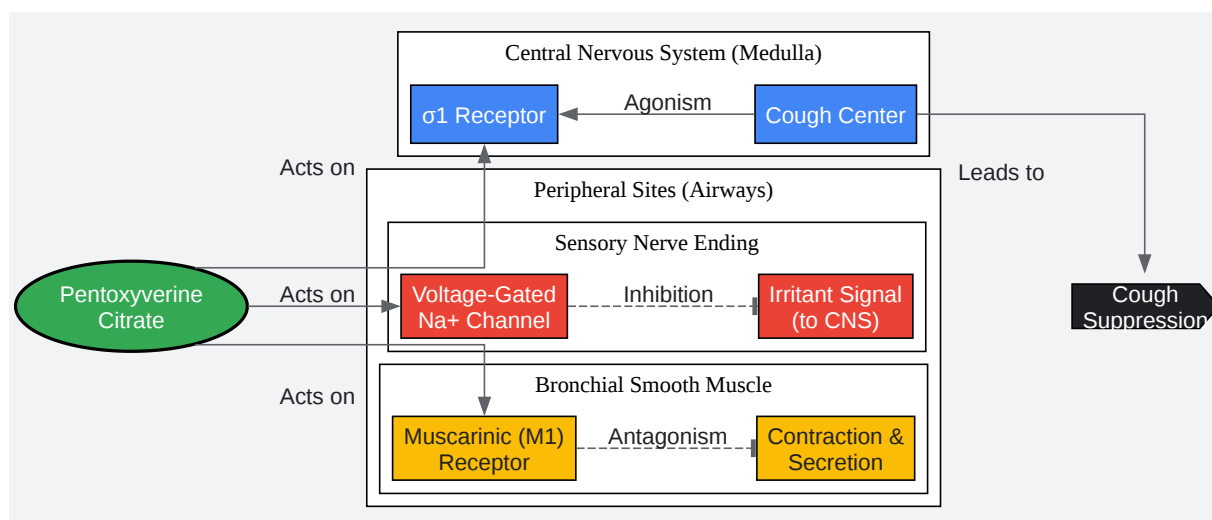 Central Nervous System (Medulla)
σ1 Receptor
Agonism
Cough Center
Acts on
Leads to
Peripheral Sites (Airways)
Sensory Nerve Ending
Pentoxyverine
Citrate
Acts on
Voltage-Gated
Na+ Channel
Inhibition
Irritant Signal
(to CNS)
Cough
Suppression
Bronchial Smooth Muscle
Acts on
Muscarinic (M1)
Receptor
Antagonism
Contraction &
Secretion